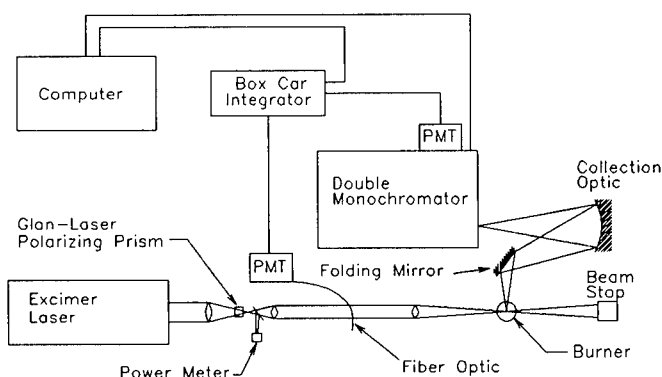 Computer
Box Car
Integrator
PMT
Double
Monochromator
Collection
Optic
Glan-Laser
Polarizing Prism
PMT
Folding Mirror
Beam
Stop
Excimer
Laser
Power Meter
Fiber Optic
Burner